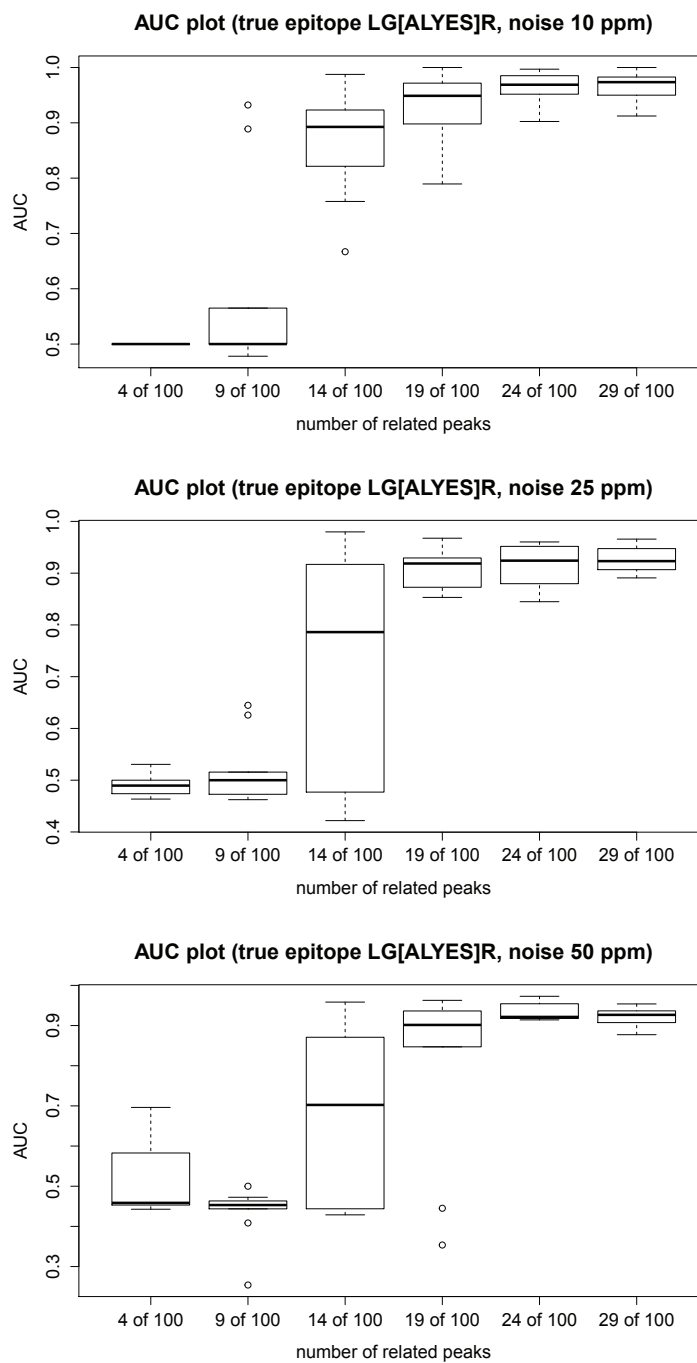 AUC plot (true epitope LG[ALYES]R, noise 10 ppm)
AUC
1.0
0.9
0.8
0.7
0.6
0.5
4 of 100 9 of 100 14 of 100 19 of 100 24 of 100 29 of 100
number of related peaks
AUC plot (true epitope LG[ALYES]R, noise 25 ppm)
AUC
1.0
0.9
0.8
0.7
0.6
0.5
0.4
4 of 100 9 of 100 14 of 100 19 of 100 24 of 100 29 of 100
number of related peaks
AUC plot (true epitope LG[ALYES]R, noise 50 ppm)
AUC
0.9
0.7
0.5
0.3
4 of 100 9 of 100 14 of 100 19 of 100 24 of 100 29 of 100
number of related peaks